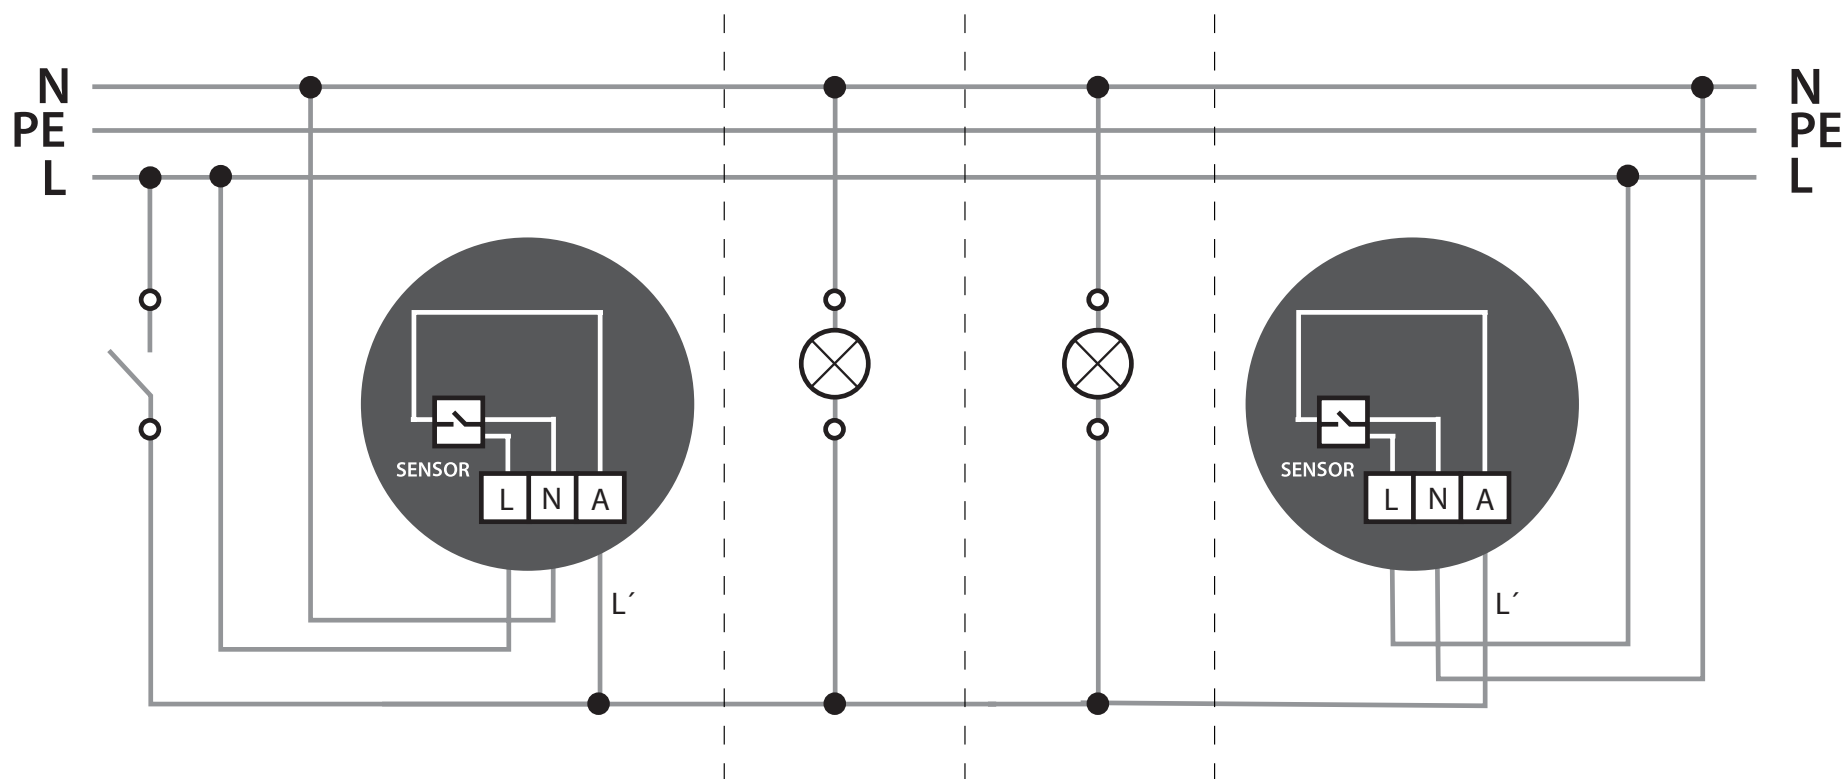 N N
PE PE
L L
SENSOR SENSOR
L N A L N A
L´ L´